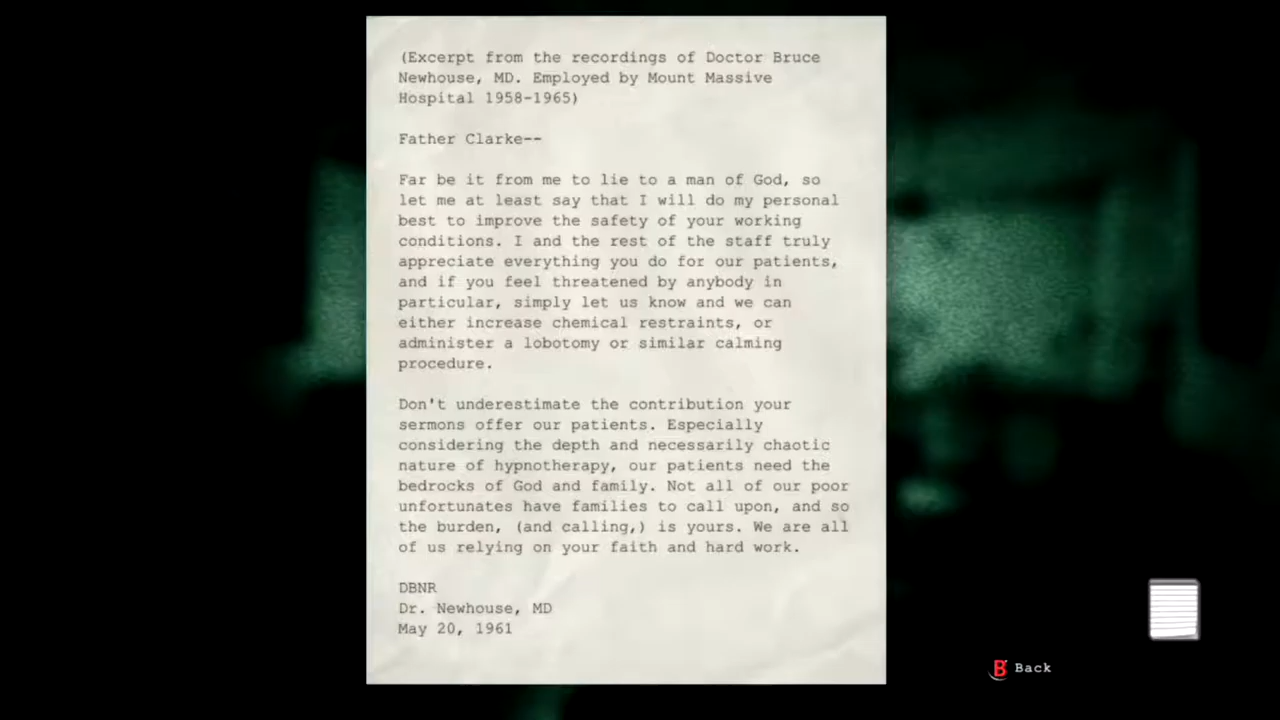 (Excerpt from the recordings of Doctor Bruce
Newhouse, MD. Employed by Mount Massive
Hospital 1958-1965)
Father Clarke--
Far be it from me to lie to a man of God, so
let me at least say that I will do my personal
best to improve the safety of your working
conditions. I and the rest of the staff truly
appreciate everything you do for our patients,
and if you feel threatened by anybody in
particular, simply let us know and we can
either increase chemical restraints, or
administer a lobotomy or similar calming
procedure.
Don't underestimate the contribution your
sermons offer our patients. Especially
considering the depth and necessarily chaotic
nature of hypnotherapy, our patients need the
bedrocks of God and family. Not all of our poor
unfortunates have families to call upon, and so
the burden, (and calling,) is yours. We are all
of us relying on your faith and hard work.
DBNR
Dr. Newhouse, MD
May 20, 1961
B Back